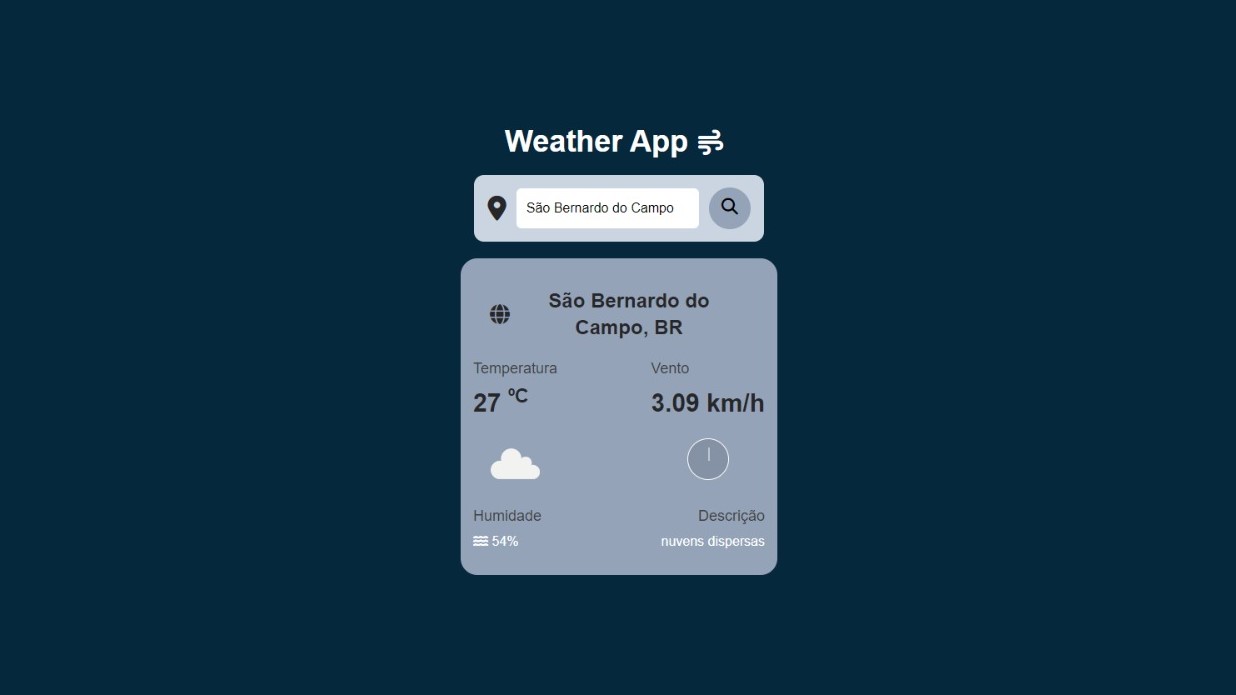 Weather App
São Bernardo do Campo
São Bernardo do
Campo, BR
Temperatura
Vento
27 ºC
3.09 km/h
Humidade
Descrição
54%
nuvens dispersas